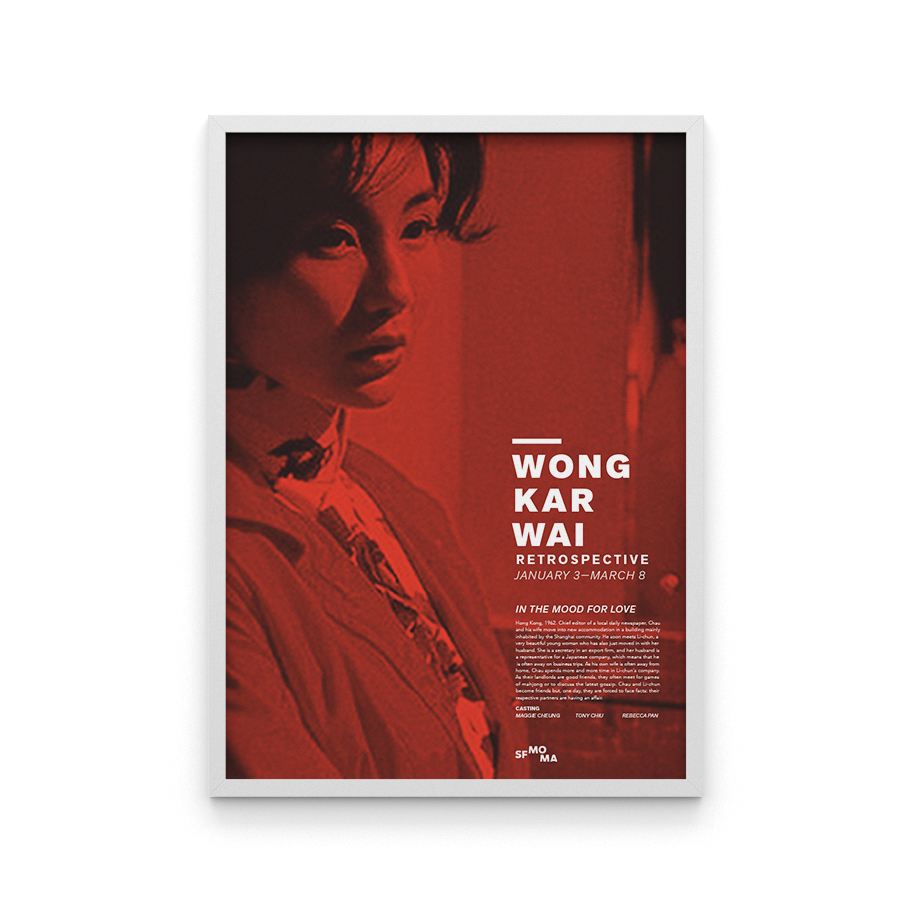 WONG
KAR
WAI
RETROSPECTIVE
JANUARY 3—MARCH 8
IN THE MOOD FOR LOVE
Hong Kong, 1962. Chief editor of a local daily newspaper, Chau
and his wife move into new accommodation in a building mainly
inhabited by the Shanghai community. He soon meets Li-chun, a
very beautiful young woman who has also just moved in with her
husband. She is a secretary in an export firm, and her husband is
a representative for a Japanese company, which means that he
is often away on business trips. As his own wife is often away from
home, Chau spends more and more time in Li-chun's company.
As their landlords are good friends, they often meet for games
of mahjong or to discuss the latest gossip. Chau and Li-chun
become friends but, one day, they are forced to face facts: their
respective partners are having an affair.
CASTING
MAGGIE CHEUNG TONY CHIU REBECCA PAN
SFMO
MA